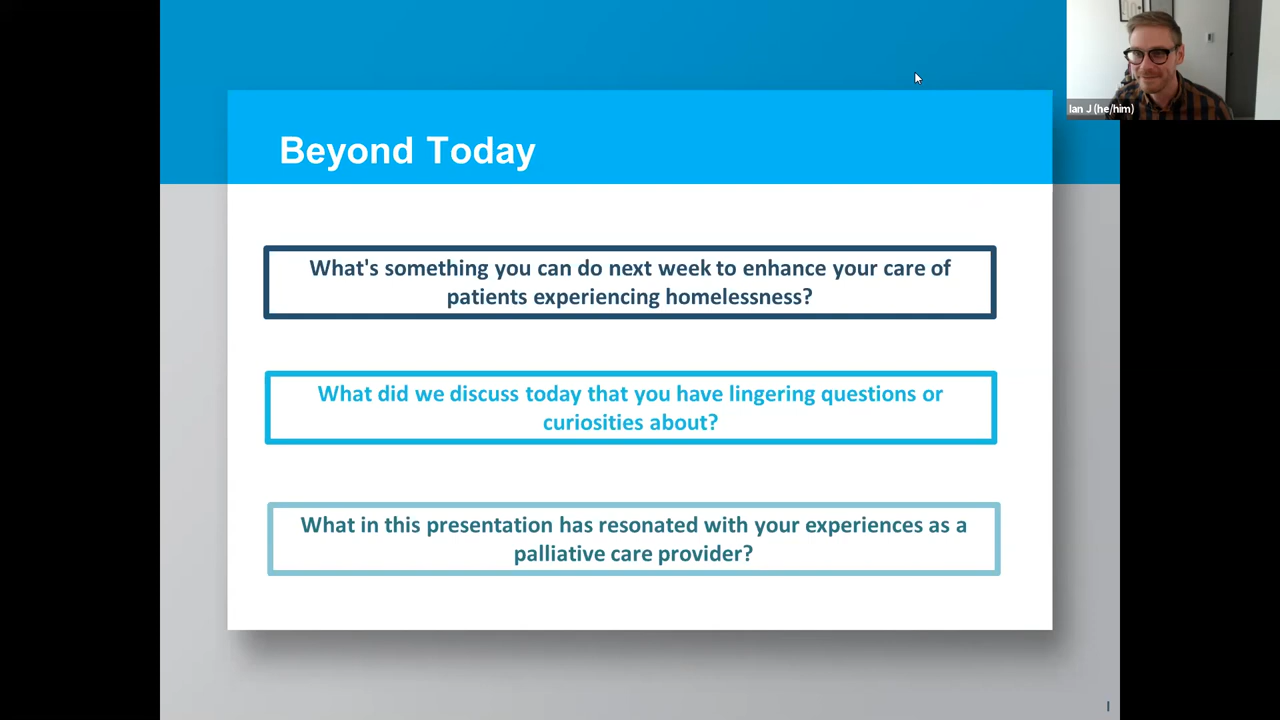 Ian J (he/him)
Beyond Today
What's something you can do next week to enhance your care of
patients experiencing homelessness?
What did we discuss today that you have lingering questions or
curiosities about?
What in this presentation has resonated with your experiences as a
palliative care provider?